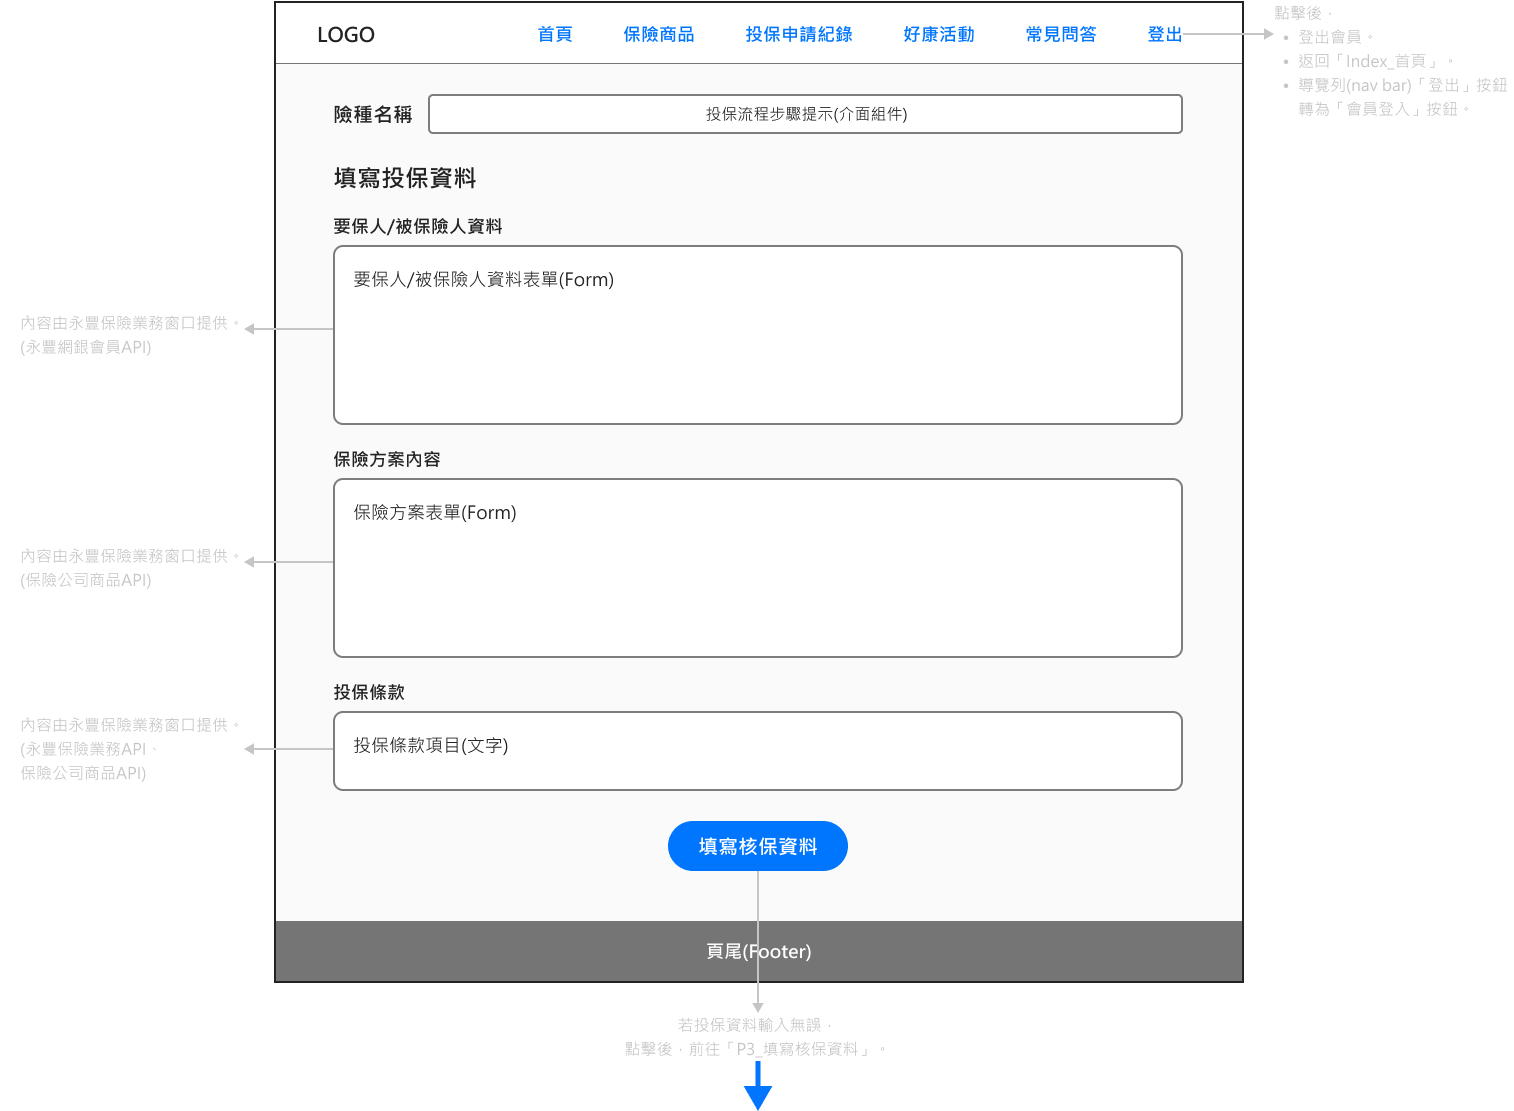 LOGO
首頁
保險商品
投保申請紀錄
好康活動
常見問答
登出
點擊後，
• 登出會員。
• 返回「Index_首頁」。
• 導覽列(nav bar)「登出」按鈕
轉為「會員登入」按鈕。
險種名稱
投保流程步驟提示(介面組件)
填寫投保資料
要保人/被保險人資料
要保人/被保險人資料表單(Form)
內容由永豐保險業務窗口提供。
(永豐網銀會員API)
保險方案內容
保險方案表單(Form)
內容由永豐保險業務窗口提供。
(保險公司商品API)
投保條款
投保條款項目(文字)
內容由永豐保險業務窗口提供。
(永豐保險業務API、
保險公司商品API)
填寫核保資料
頁尾(Footer)
若投保資料輸入無誤，
點擊後，前往「P3_填寫核保資料」。